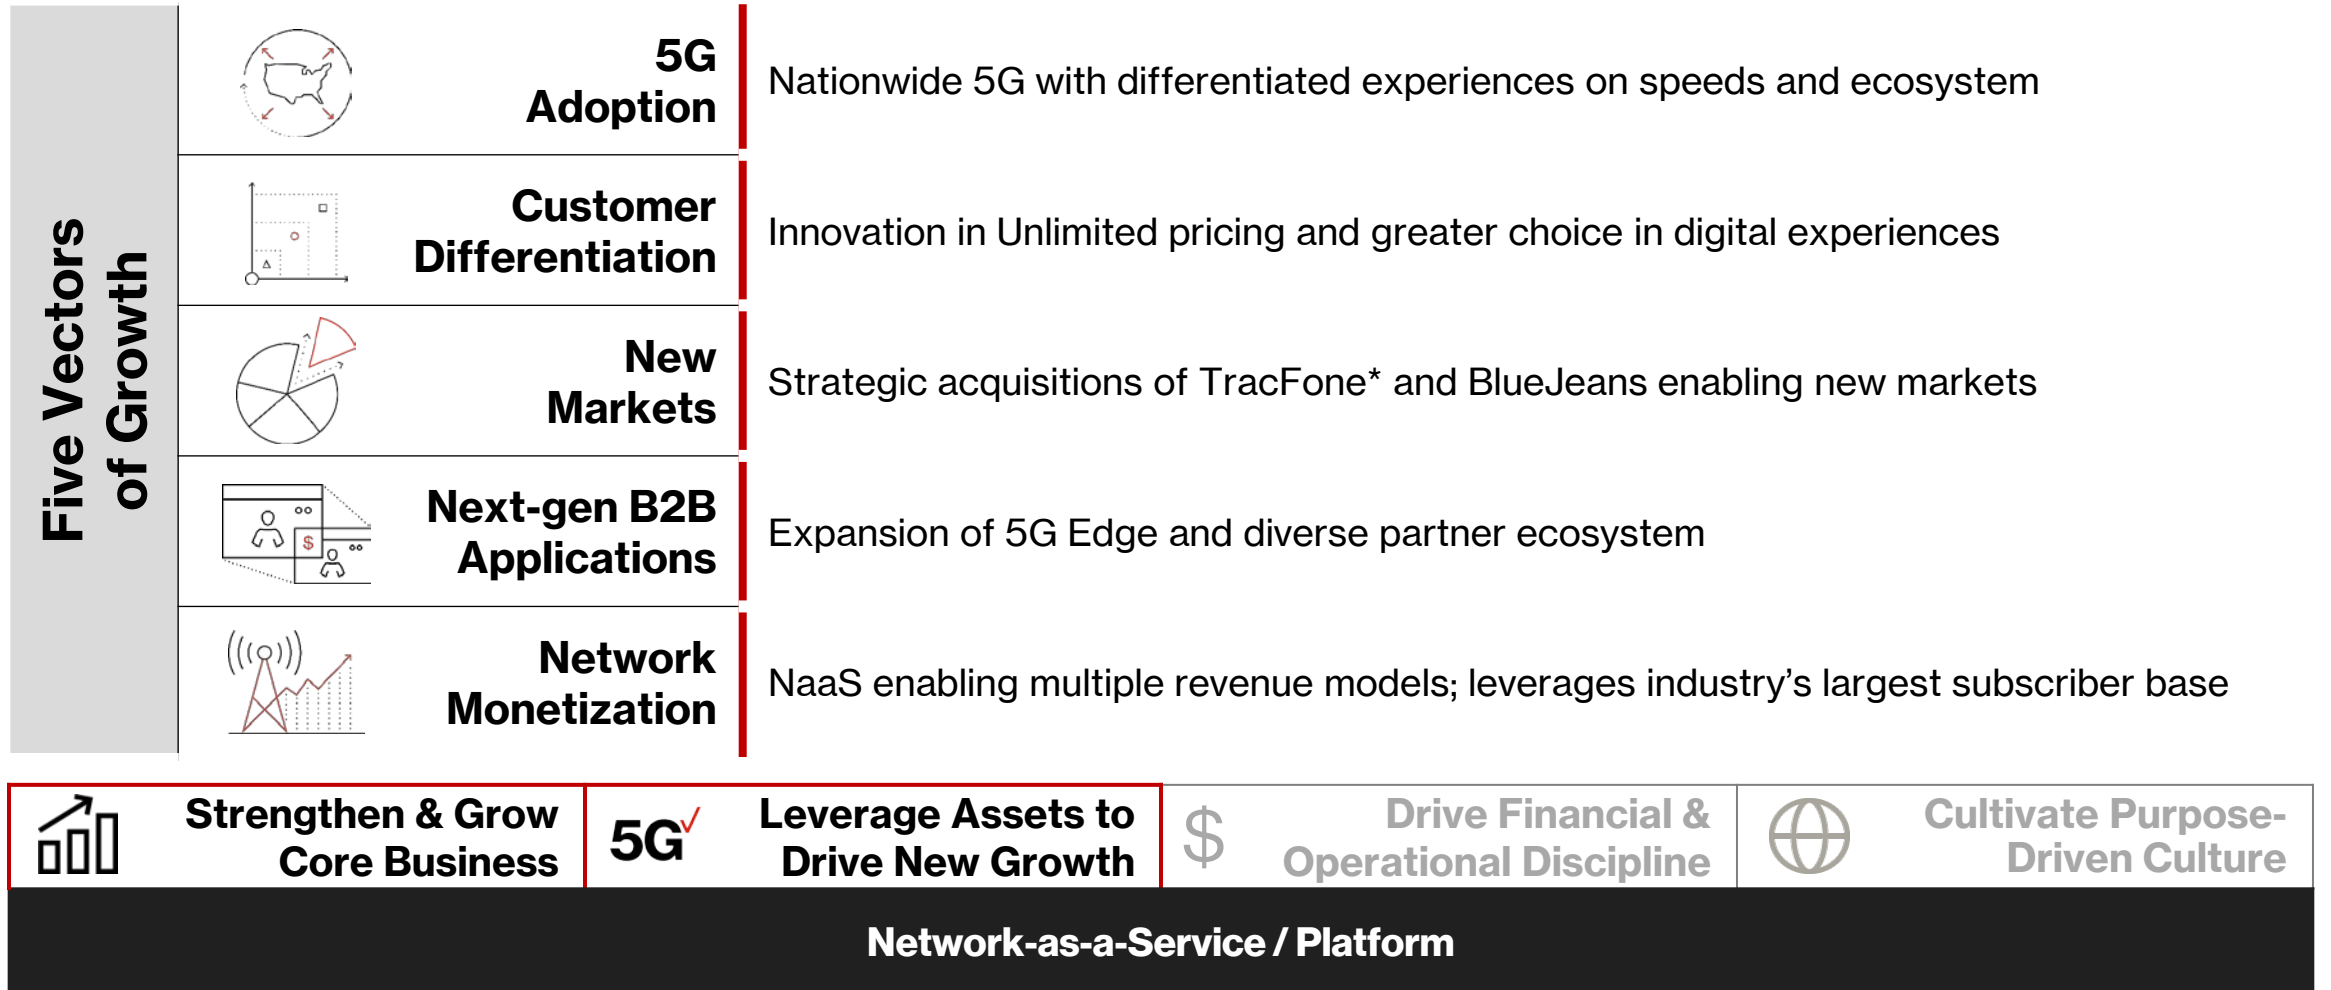 Five Vectors
of Growth
5G
Adoption
Nationwide 5G with differentiated experiences on speeds and ecosystem
Customer
Differentiation
Innovation in Unlimited pricing and greater choice in digital experiences
New
Markets
Strategic acquisitions of TracFone* and BlueJeans enabling new markets
$
Next-gen B2B
Applications
Expansion of 5G Edge and diverse partner ecosystem
Network
Monetization
NaaS enabling multiple revenue models; leverages industry’s largest subscriber base
Strengthen & Grow
Core Business
5G✓
Leverage Assets to
Drive New Growth
$
Drive Financial &
Operational Discipline
Cultivate Purpose-
Driven Culture
Network-as-a-Service / Platform